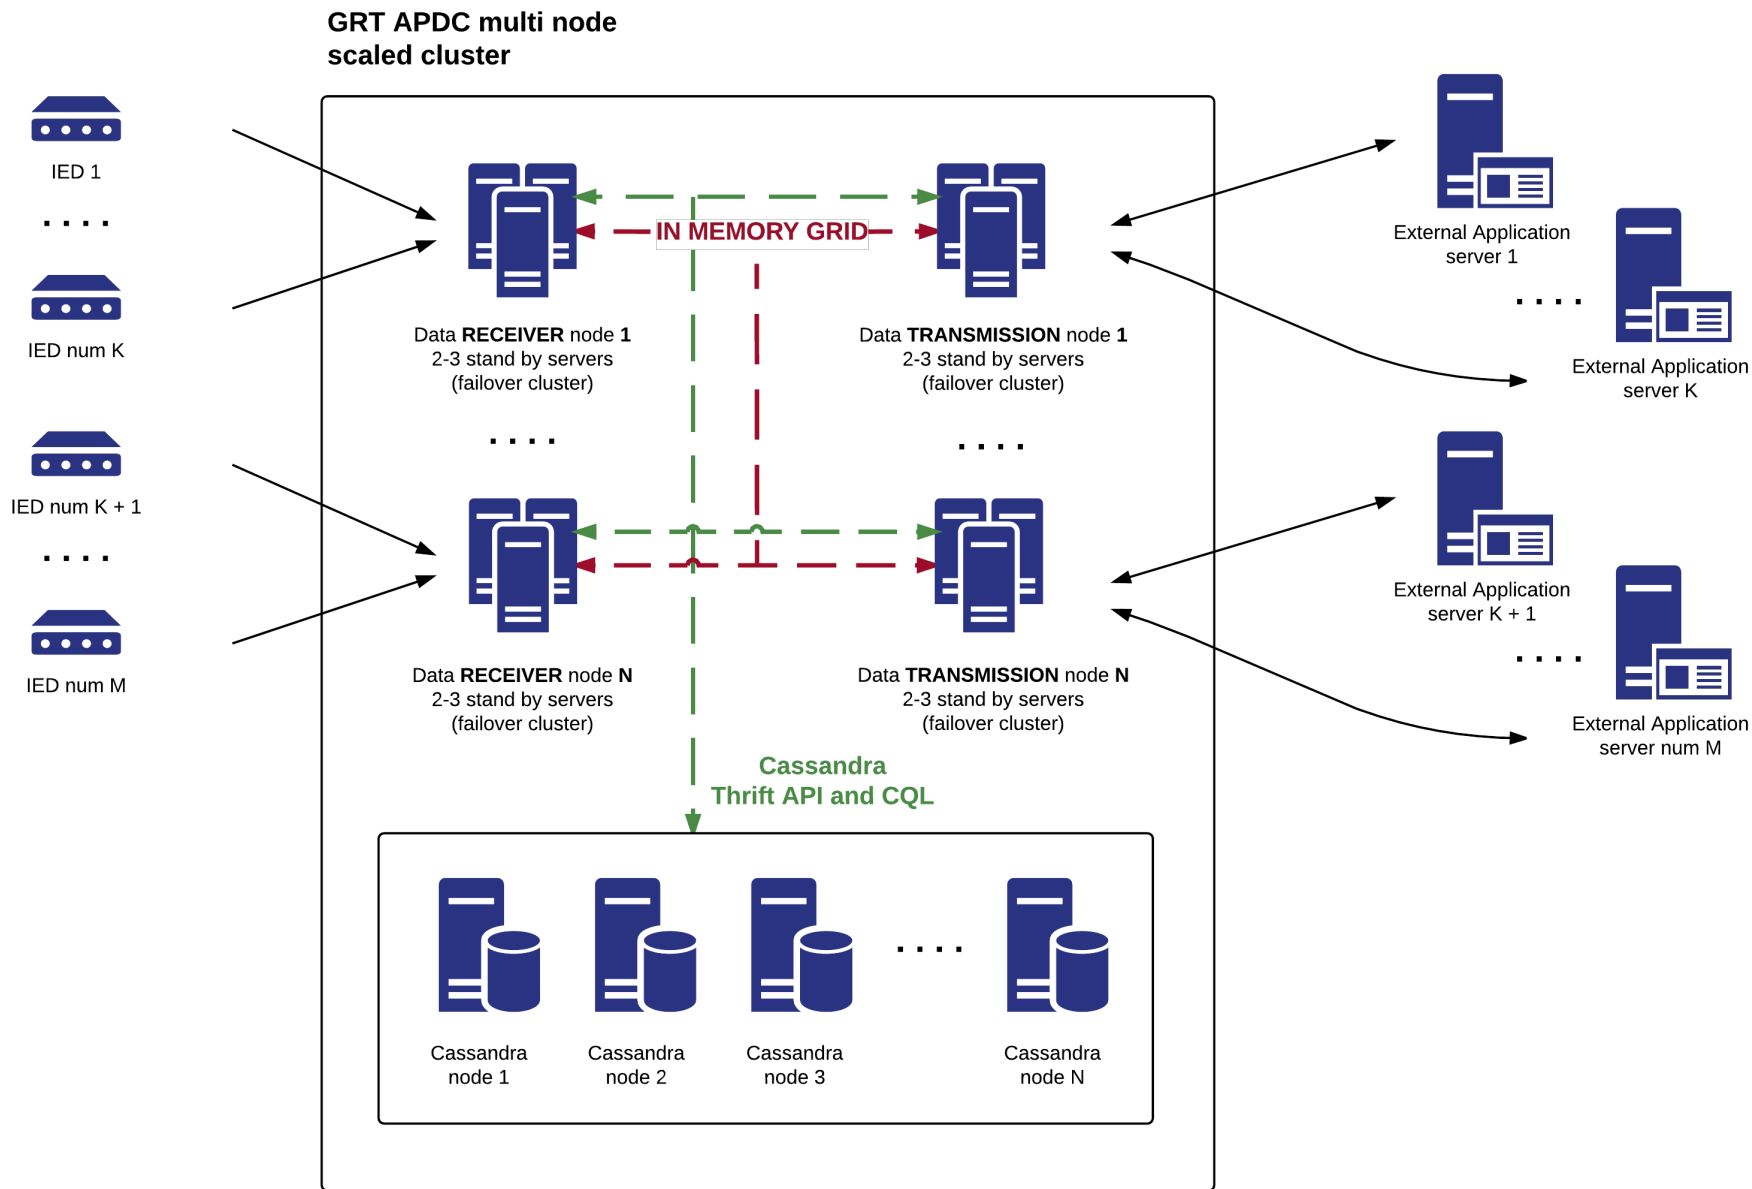 GRT APDC multi node
scaled cluster
IED 1
. . . .
IED num K
IED num K + 1
. . . .
IED num M
IN MEMORY GRID
Data RECEIVER node 1
2-3 stand by servers
(failover cluster)
. . . .
Data TRANSMISSION node 1
2-3 stand by servers
(failover cluster)
. . . .
Data RECEIVER node N
2-3 stand by servers
(failover cluster)
Data TRANSMISSION node N
2-3 stand by servers
(failover cluster)
Cassandra
Thrift API and CQL
Cassandra
node 1
Cassandra
node 2
Cassandra
node 3
. . . .
Cassandra
node N
External Application
server 1
. . . .
External Application
server K
External Application
server K + 1
. . . .
External Application
server num M